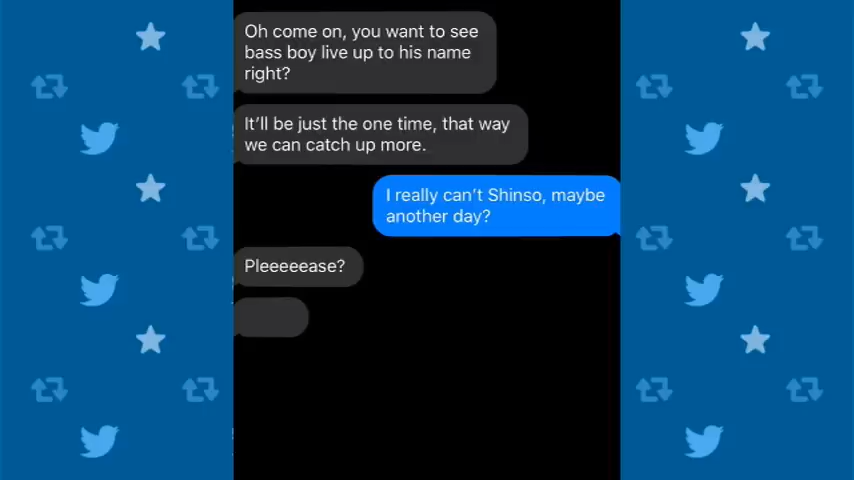 Oh come on, you want to see
bass boy live up to his name
right?
It’ll be just the one time, that way
we can catch up more.
I really can’t Shinso, maybe
another day?
Pleeeeease?